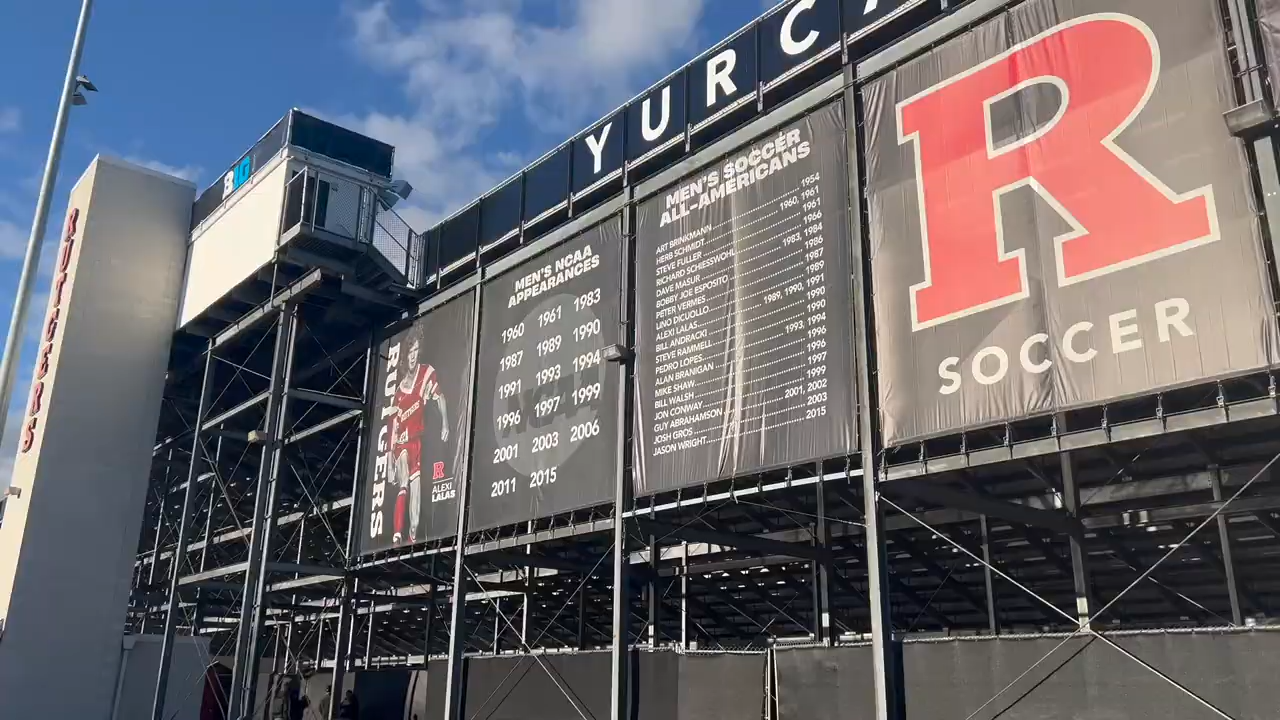 YURC
RUTGERS
B1G
RUTGERS
R
ALEXI
LALAS
MEN'S NCAA
APPEARANCES
1960 1961 1983
1987 1989 1990
1991 1993 1994
1996 1997 1999
2001 2003 2006
2011 2015
MEN'S SOCCER
ALL-AMERICANS
ART BRINKMANN 1954
HERB SCHMIDT 1960, 1961
STEVE FULLER 1961
RICHARD SCHIESSWOHL 1966
DAVE MASUR 1983, 1984
BOBBY JOE ESPOSITO 1986
PETER VERMES 1987
LINO DICUOLLO 1989
ALEXI LALAS 1989, 1990, 1991
BILL ANDRACKI 1990
STEVE RAMMELL 1990
PEDRO LOPES 1993, 1994
ALAN BRANIGAN 1996
MIKE SHAW 1996
BILL WALSH 1997
JON CONWAY 1999
GUY ABRAHAMSON 2001, 2002
JOSH GROS 2003
JASON WRIGHT 2015
R
SOCCER